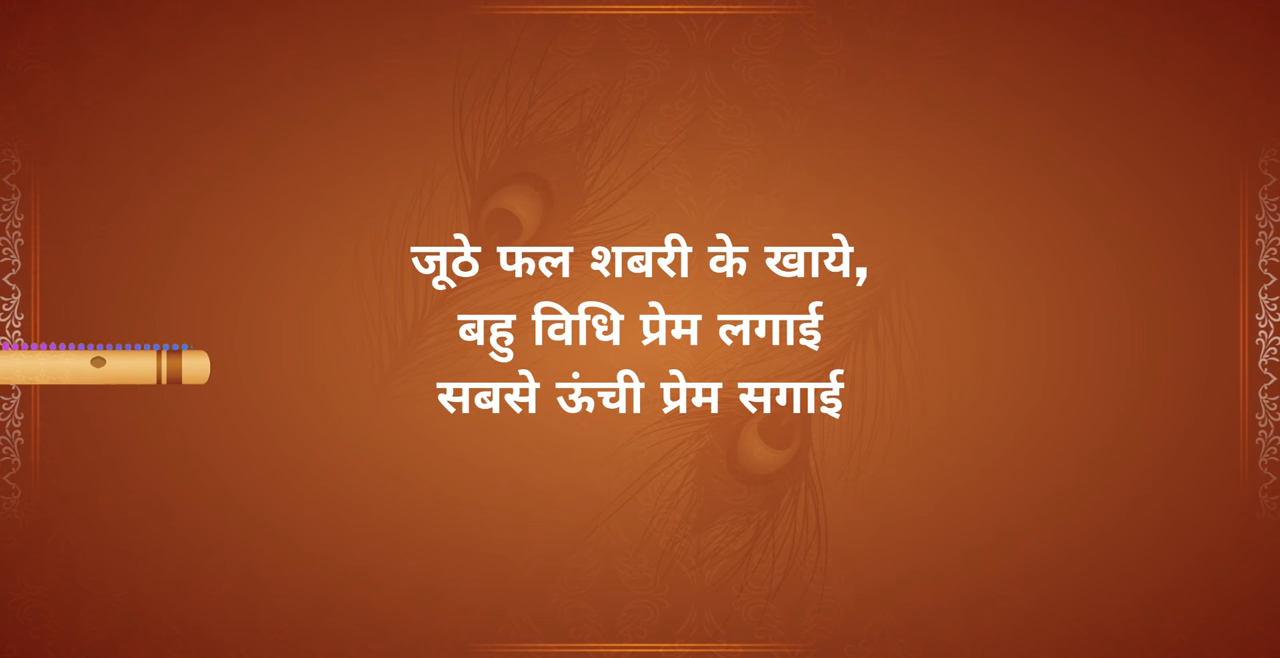 जूठे फल शबरी के खाये,
बहु विधि प्रेम लगाई
सबसे ऊंची प्रेम सगाई